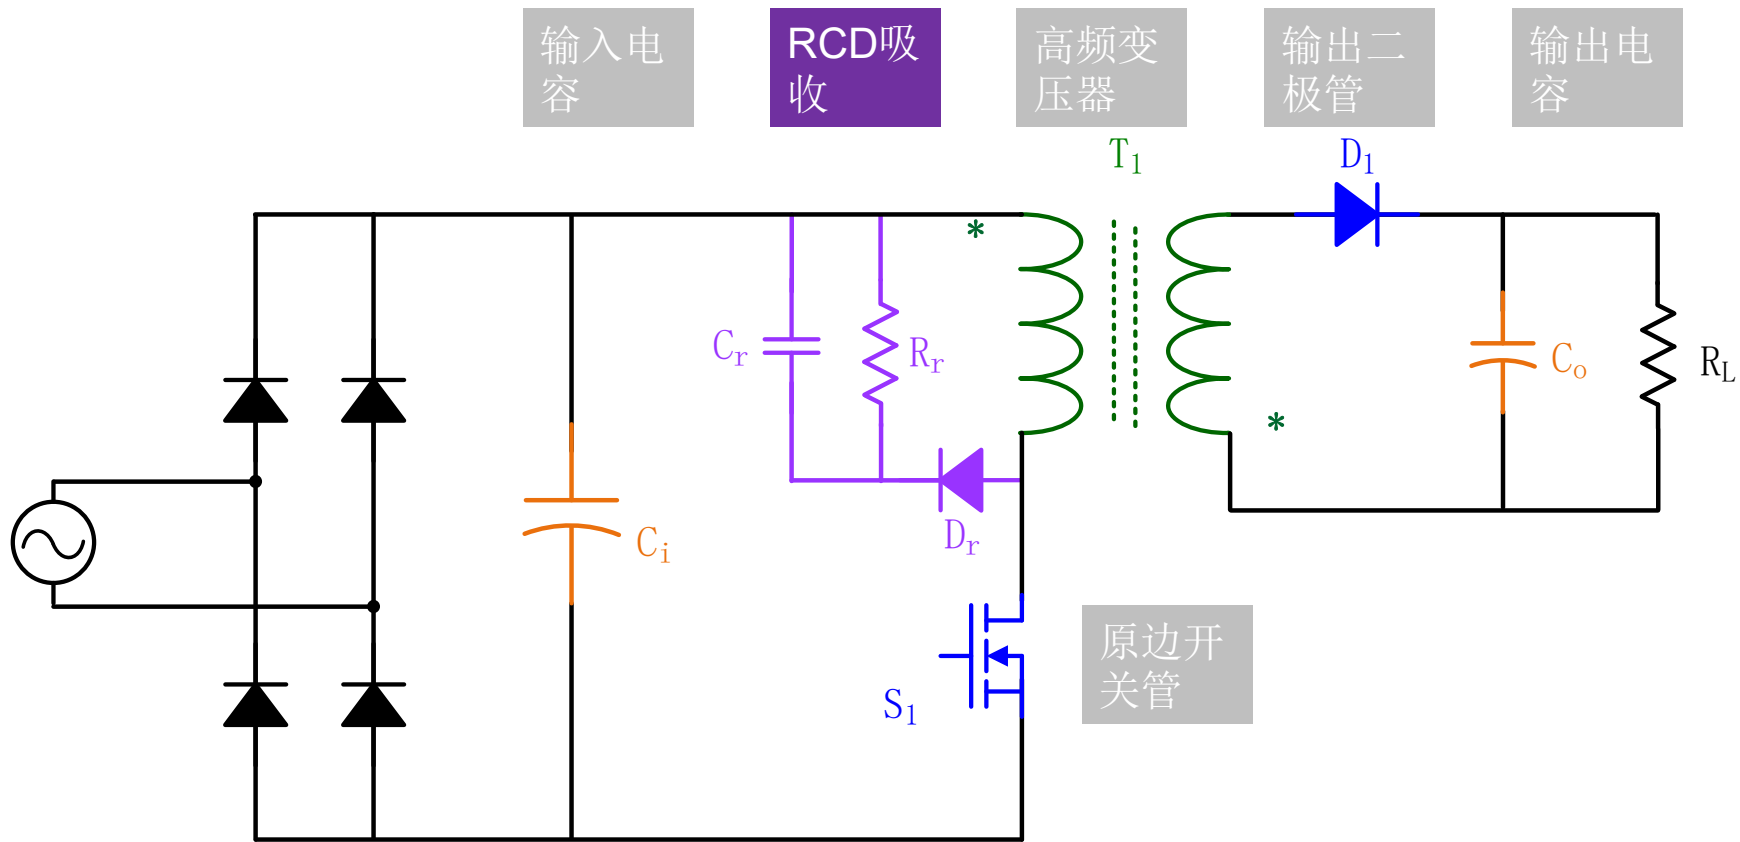 输入电
容
RCD吸
收
高频变
压器
输出二
极管
输出电
容
T1
D1
*
Cr
Rr
Co
RL
*
Dr
Ci
原边开
关管
S1